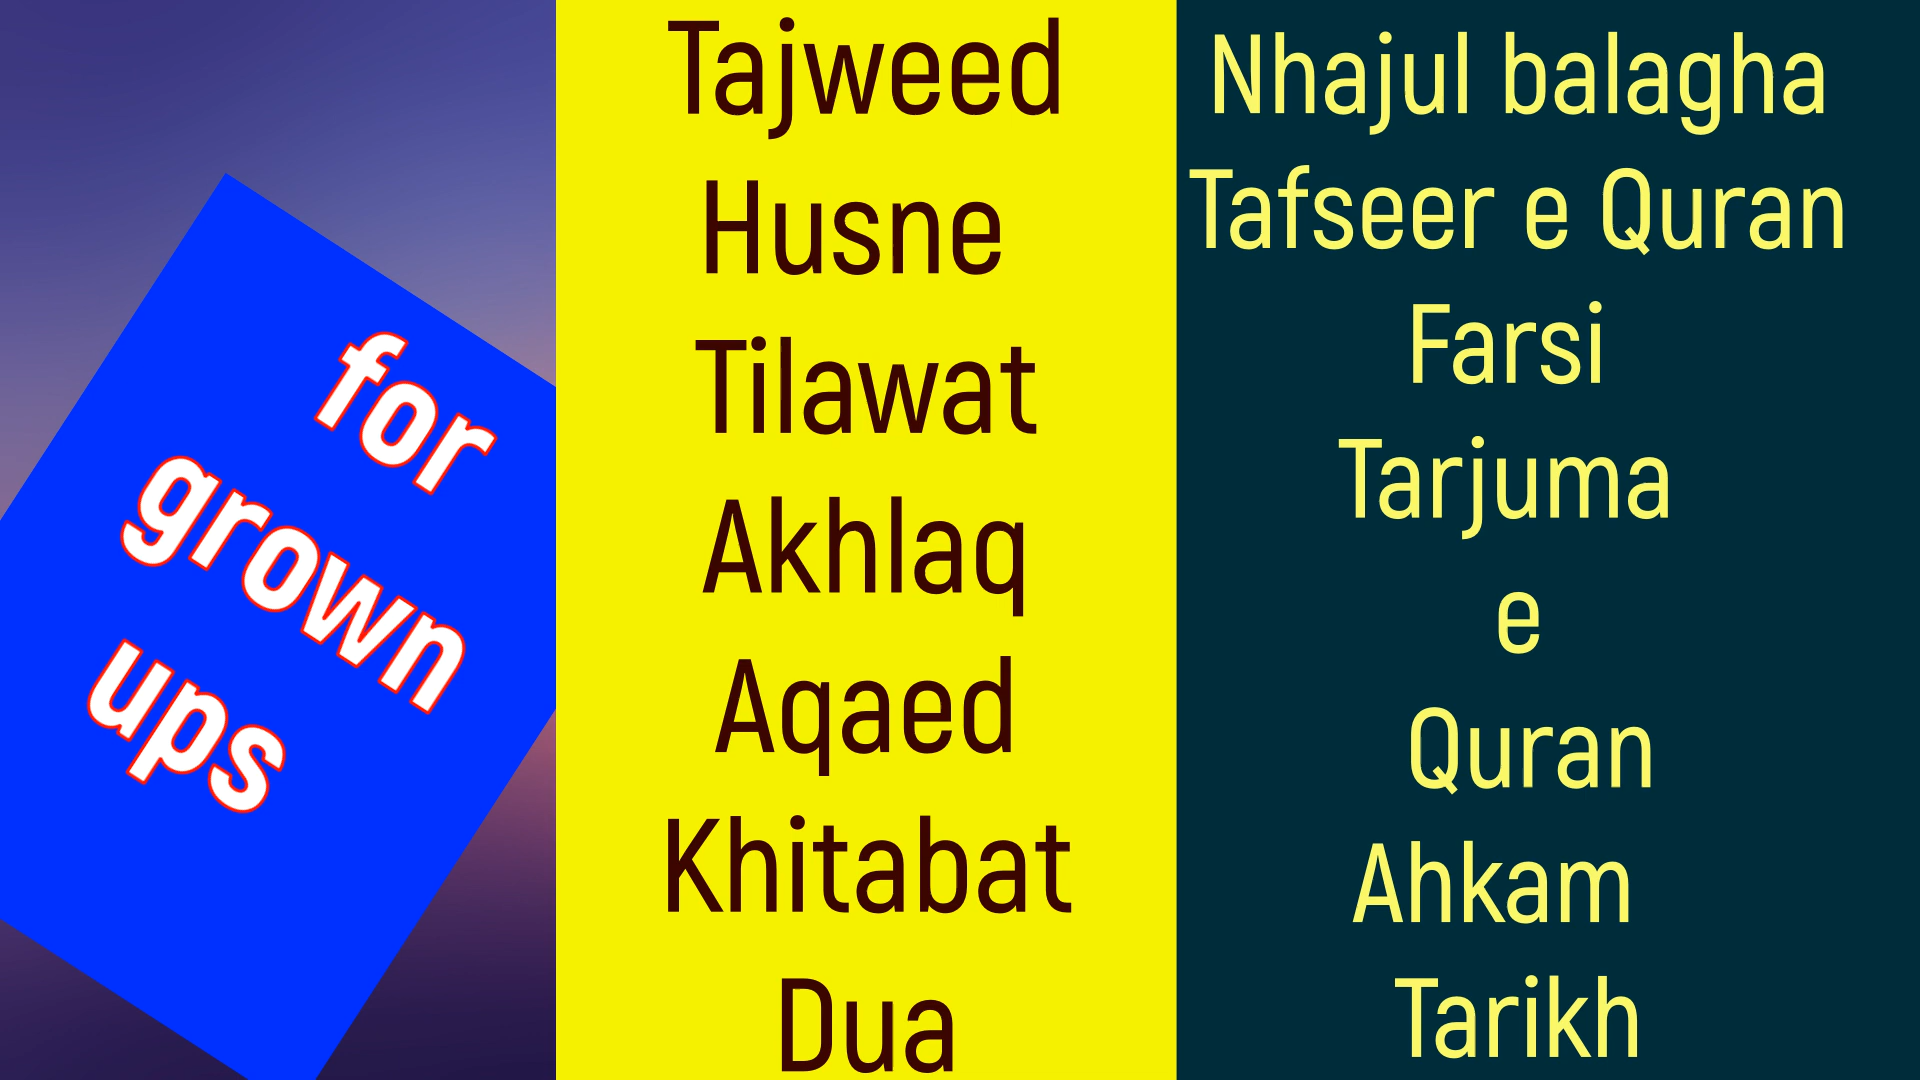 for
grown
ups
Tajweed
Husne
Tilawat
Akhlaq
Aqaed
Khitabat
Dua
Nhajul balagha
Tafseer e Quran
Farsi
Tarjuma
e
Quran
Ahkam
Tarikh